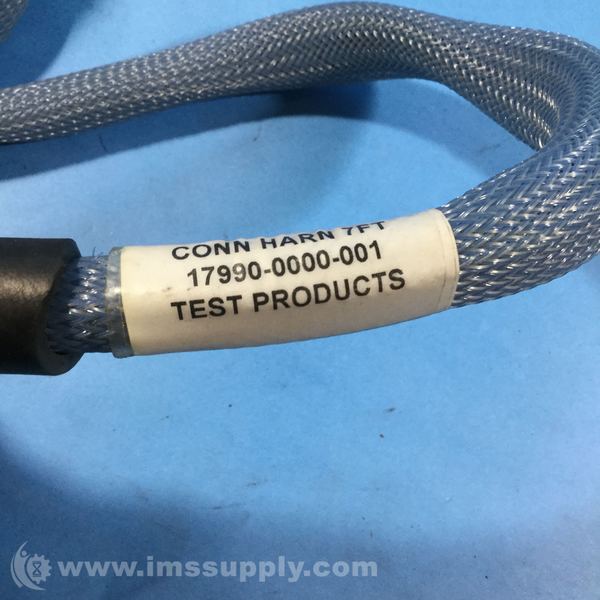 CONN HARN 7FT
17990-0000-001
TEST PRODUCTS
www.imssupply.com